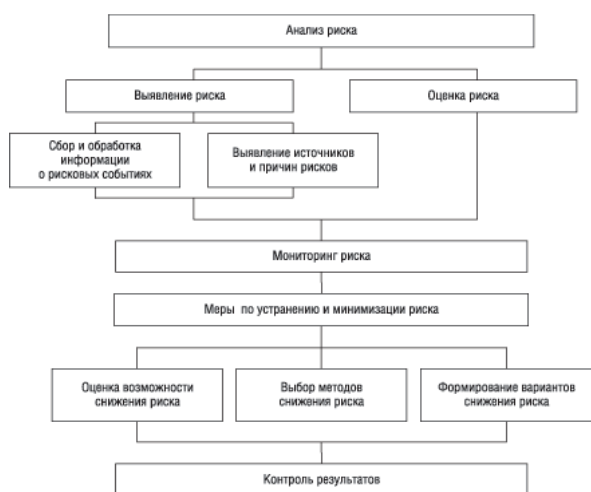 Анализ риска
Выявление риска
Оценка риска
Сбор и обработка
информации
о рисковых событиях
Выявление источников
и причин рисков
Мониторинг риска
Меры по устранению и минимизации риска
Оценка возможности
снижения риска
Выбор методов
снижения риска
Формирование вариантов
снижения риска
Контроль результатов